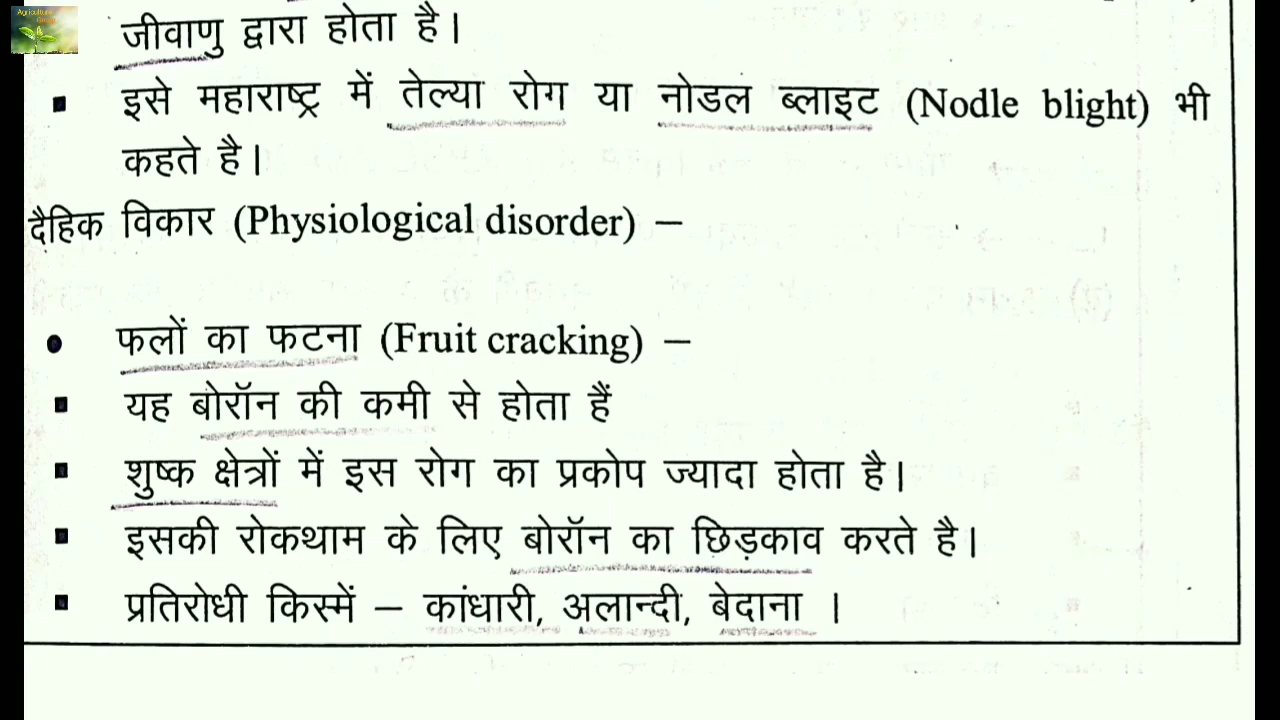 Agriculture
जीवाणु द्वारा होता है।
▪ इसे महाराष्ट्र में तेल्या रोग या नोडल ब्लाइट (Nodle blight) भी
कहते है।
दैहिक विकार (Physiological disorder) –
• फलों का फटना (Fruit cracking) –
▪ यह बोरॉन की कमी से होता हैं
▪ शुष्क क्षेत्रों में इस रोग का प्रकोप ज्यादा होता है।
▪ इसकी रोकथाम के लिए बोरॉन का छिड़काव करते है।
▪ प्रतिरोधी किस्में – कांधारी, अलान्दी, बेदाना ।